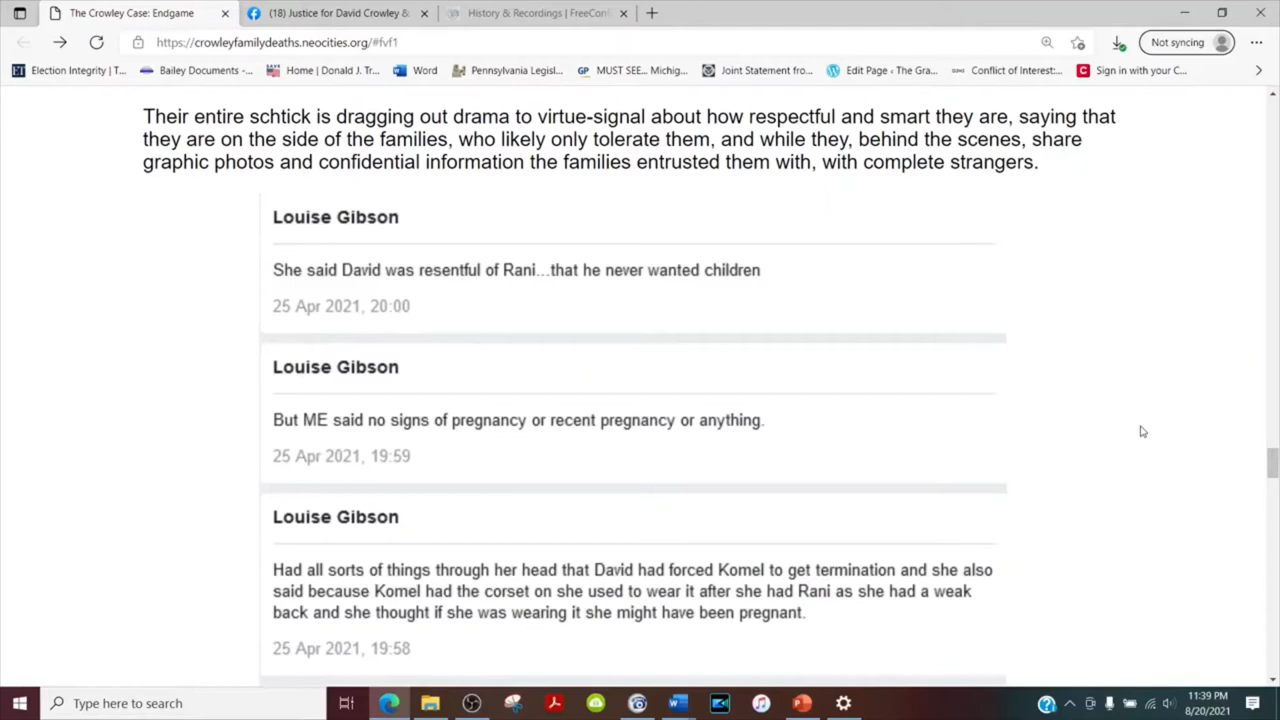 The Crowley Case: Endgame
(18) Justice for David Crowley &
History & Recordings | FreeConf
https://crowleyfamilydeaths.neocities.org/#fvf1
Not syncing
Election Integrity | T...
Bailey Documents -...
Home | Donald J. Tr...
Word
Pennsylvania Legisl...
GP MUST SEE... Michig...
Joint Statement fro...
Edit Page ‹ The Gra...
Conflict of Interest:...
Sign in with your C...
Their entire schtick is dragging out drama to virtue-signal about how respectful and smart they are, saying that
they are on the side of the families, who likely only tolerate them, and while they, behind the scenes, share
graphic photos and confidential information the families entrusted them with, with complete strangers.
Louise Gibson
She said David was resentful of Rani...that he never wanted children
25 Apr 2021, 20:00
Louise Gibson
But ME said no signs of pregnancy or recent pregnancy or anything.
25 Apr 2021, 19:59
Louise Gibson
Had all sorts of things through her head that David had forced Komel to get termination and she also
said because Komel had the corset on she used to wear it after she had Rani as she had a weak
back and she thought if she was wearing it she might have been pregnant.
25 Apr 2021, 19:58
Type here to search
11:39 PM
8/20/2021